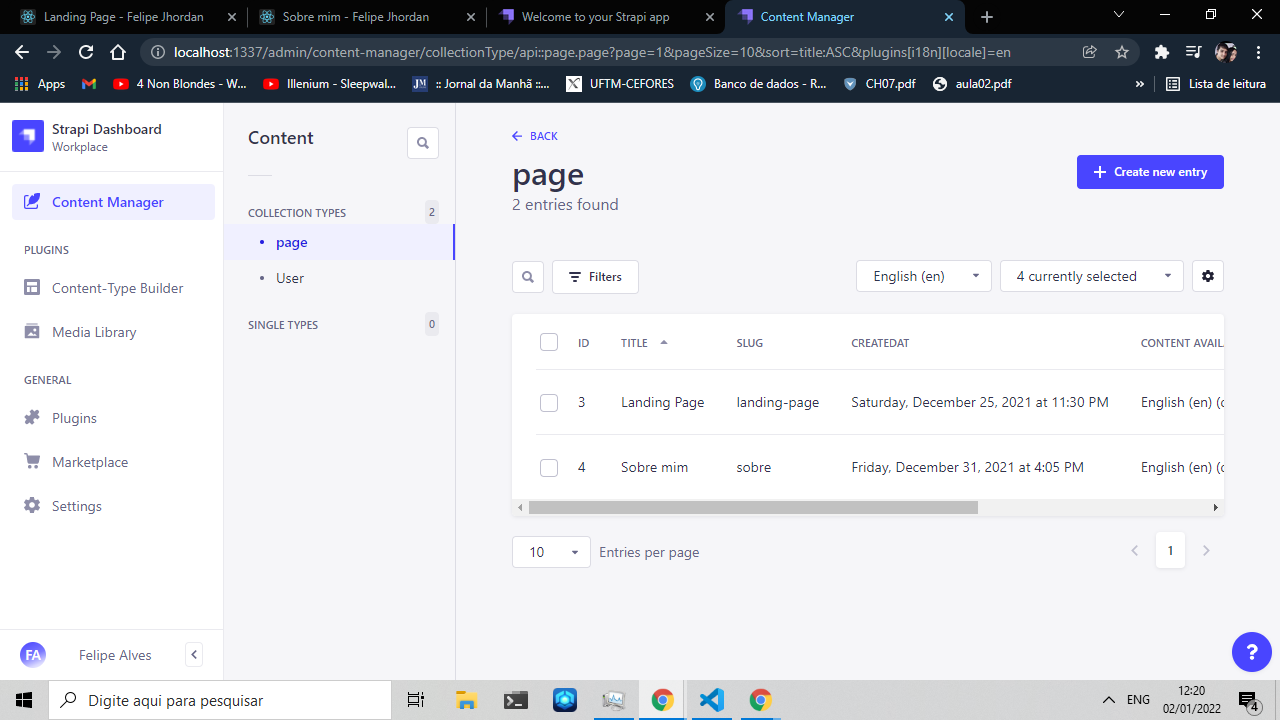 Landing Page - Felipe Jhordan
Sobre mim - Felipe Jhordan
Welcome to your Strapi app
Content Manager
localhost:1337/admin/content-manager/collectionType/api::page.page?page=1&pageSize=10&sort=title:ASC&plugins[i18n][locale]=en
Apps
4 Non Blondes - W...
Illenium - Sleepwal...
JM
:: Jornal da Manhã ::...
UFTM-CEFORES
Banco de dados - R...
CH07.pdf
aula02.pdf
»
Lista de leitura
Strapi Dashboard
Workplace
Content Manager
PLUGINS
Content-Type Builder
Media Library
GENERAL
Plugins
Marketplace
Settings
FA
Felipe Alves
Content
COLLECTION TYPES 2
page
User
SINGLE TYPES 0
BACK
page
2 entries found
Create new entry
Filters
English (en)
4 currently selected
ID TITLE SLUG CREATEDAT CONTENT AVAIL
3 Landing Page landing-page Saturday, December 25, 2021 at 11:30 PM English (en) (
4 Sobre mim sobre Friday, December 31, 2021 at 4:05 PM English (en) (
10 Entries per page
1
?
Digite aqui para pesquisar
ENG
12:20
02/01/2022
4